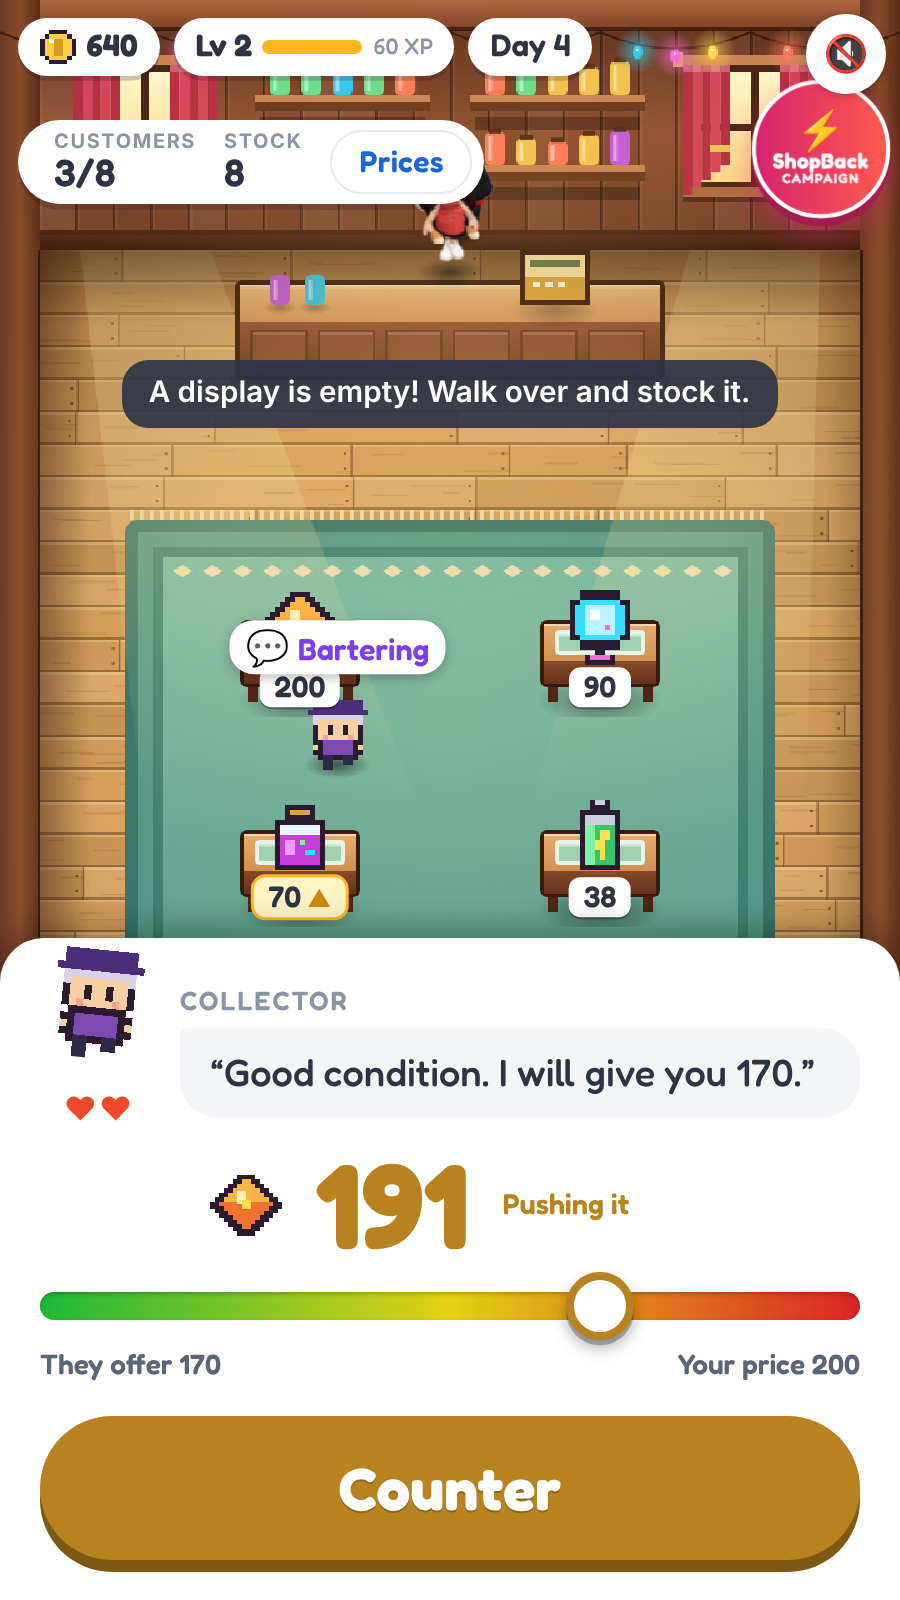 640
Lv 2
60 XP
Day 4
CUSTOMERS
3/8
STOCK
8
Prices
ShopBack
CAMPAIGN
A display is empty! Walk over and stock it.
Bartering
200
90
70
38
COLLECTOR
“Good condition. I will give you 170.”
191
Pushing it
They offer 170
Your price 200
Counter